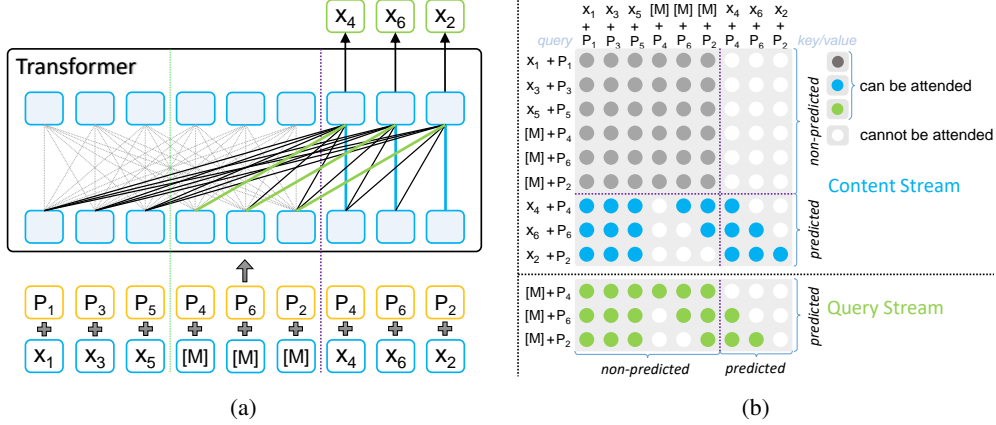 x4 x6 x2
Transformer
P1 P3 P5 P4 P6 P2 P4 P6 P2
x1 x3 x5 [M] [M] [M] x4 x6 x2
(a)
x1 x3 x5 [M] [M] [M] x4 x6 x2
+ + + + + + + + +
P1 P3 P5 P4 P6 P2 P4 P6 P2
query
key/value
x1 +P1
x3 +P3
x5 +P5
[M]+P4
[M]+P6
[M]+P2
non-predicted
can be attended
cannot be attended
Content Stream
x4 +P4
x6 +P6
x2 +P2
predicted
[M]+P4
[M]+P6
[M]+P2
predicted
Query Stream
non-predicted predicted
(b)